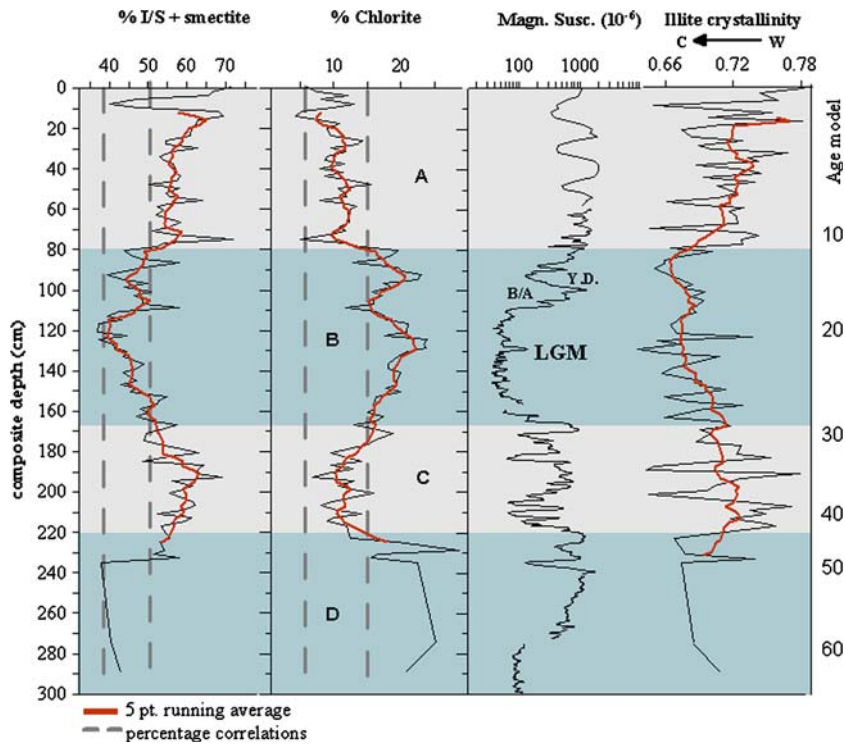 % I/S + smectite
% Chlorite
Magn. Susc. (10⁻⁶)
Illite crystallinity
C W
40 50 60 70
10 20
100 1000
0.66 0.72 0.78
composite depth (cm)
0
20
40
60
80
100
120
140
160
180
200
220
240
260
280
300
A
B
C
D
Y.D.
B/A
LGM
Age model
10
20
30
40
50
60
5 pt. running average
percentage correlations